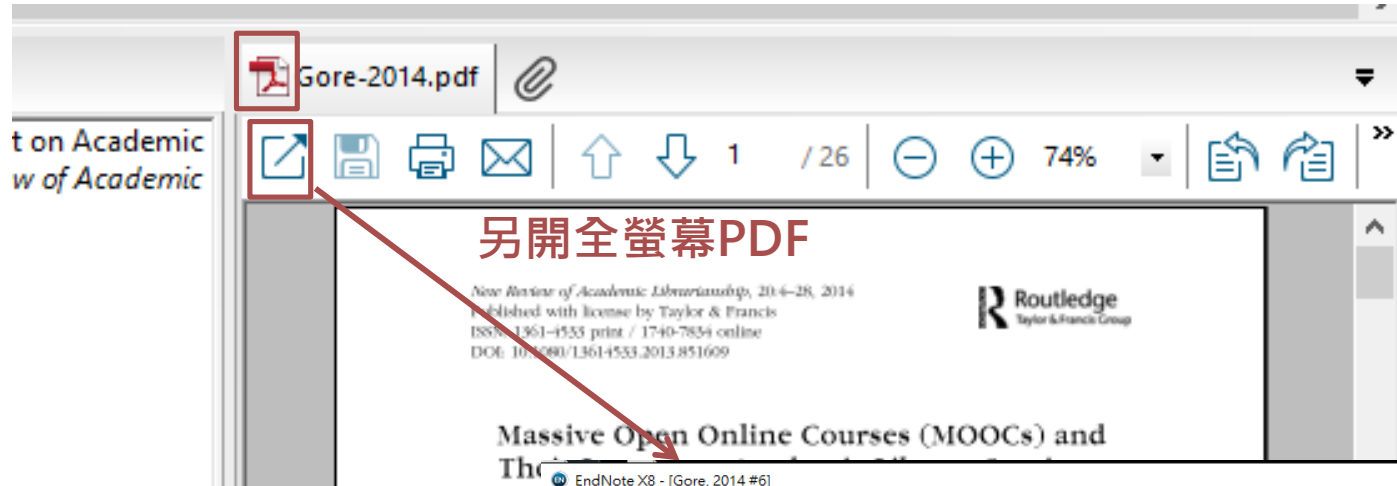 Gore-2014.pdf
t on Academic
w of Academic
1 / 26
74%
另開全螢幕PDF
New Review of Academic Librarianship, 20:4–28, 2014
Published with license by Taylor & Francis
ISSN: 1361-4533 print / 1740-7834 online
DOI: 10.1080/13614533.2013.851609
Routledge
Taylor & Francis Group
Massive Open Online Courses (MOOCs) and
EndNote X8 - [Gore, 2014 #6]